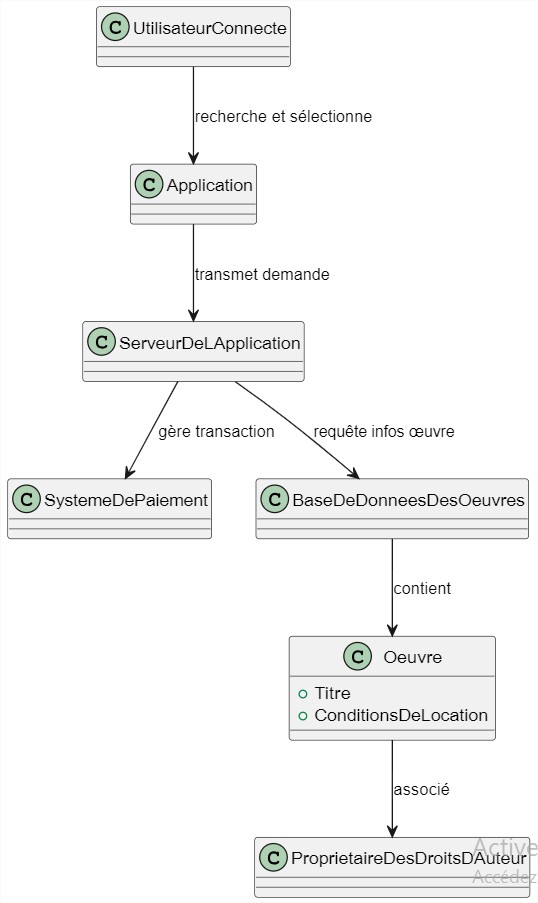 C UtilisateurConnecte
recherche et sélectionne
C Application
transmet demande
C ServeurDeLApplication
gère transaction
requête infos œuvre
C SystemeDePaiement
C BaseDeDonneesDesOeuvres
contient
C Oeuvre
Titre
ConditionsDeLocation
associé
C ProprietaireDesDroitsDAuteur
Active
Accédez